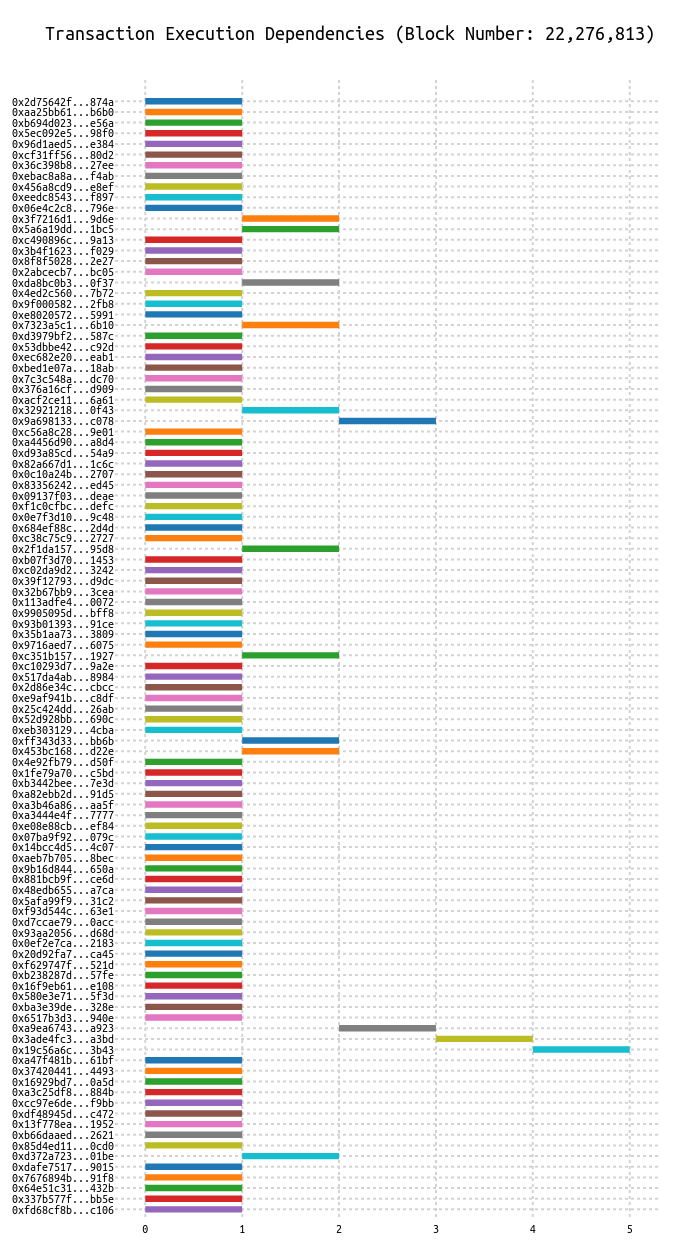 Transaction Execution Dependencies (Block Number: 22,276,813)
0x2d75642f...874a
0xaa25bb61...b6b0
0xb694d023...e56a
0x5ec092e5...98f0
0x96d1aed5...e384
0xcf31ff56...80d2
0x36c398b8...27ee
0xebac8a8a...f4ab
0x456a8cd9...e8ef
0xeedc8543...f897
0x06e4c2c8...796e
0x3f7216d1...9d6e
0x5a6a19dd...1bc5
0xc490896c...9a13
0x3b4f1623...f029
0x8f8f5028...2e27
0x2abcecb7...bc05
0xda8bc0b3...0f37
0x4ed2c560...7b72
0x9f000582...2fb8
0xe8020572...5991
0x7323a5c1...6b10
0xd3979bf2...587c
0x53dbbe42...c92d
0xec682e20...eab1
0xbed1e07a...18ab
0x7c3c548a...dc70
0x376a16cf...d909
0xacf2ce11...6a61
0x32921218...0f43
0x9a698133...c078
0xc56a8c28...9e01
0xa4456d90...a8d4
0xd93a85cd...54a9
0x82a667d1...1c6c
0x0c10a24b...2707
0x83356242...ed45
0x09137f03...deae
0xf1c0cfbc...defc
0x0e7f3d10...9c48
0x684ef88c...2d4d
0xc38c75c9...2727
0x2f1da157...95d8
0xb07f3d70...1453
0xc02da9d2...3242
0x39f12793...d9dc
0x32b67bb9...3cea
0x113adfe4...0072
0x9905095d...bff8
0x93b01393...91ce
0x35b1aa73...3809
0x9716aed7...6075
0xc351b157...1927
0xc10293d7...9a2e
0x517da4ab...8984
0x2d86e34c...cbcc
0xe9af941b...c8df
0x25c424dd...26ab
0x52d928bb...690c
0xeb303129...4cba
0xff343d33...bb6b
0x453bc168...d22e
0x4e92fb79...d50f
0x1fe79a70...c5bd
0xb3442bee...7e3d
0xa82ebb2d...91d5
0xa3b46a86...aa5f
0xa3444e4f...7777
0xe08e88cb...ef84
0x07ba9f92...079c
0x14bcc4d5...4c07
0xaeb7b705...8bec
0x9b16d844...650a
0x881bcb9f...ce6d
0x48edb655...a7ca
0x5afa99f9...31c2
0xf93d544c...63e1
0xd7ccae79...0acc
0x93aa2056...d68d
0x0ef2e7ca...2183
0x20d92fa7...ca45
0xf629747f...521d
0xb238287d...57fe
0x16f9eb61...e108
0x580e3e71...5f3d
0xba3e39de...328e
0x6517b3d3...940e
0xa9ea6743...a923
0x3ade4fc3...a3bd
0x19c56a6c...3b43
0xa47f481b...61bf
0x37420441...4493
0x16929bd7...0a5d
0xa3c25df8...884b
0xcc97e6de...f9bb
0xdf48945d...c472
0x13f778ea...1952
0xb66daaed...2621
0x85d4ed11...0cd0
0xd372a723...01be
0xdafe7517...9015
0x7676894b...91f8
0x64e51c31...432b
0x337b577f...bb5e
0xfd68cf8b...c106
0 1 2 3 4 5